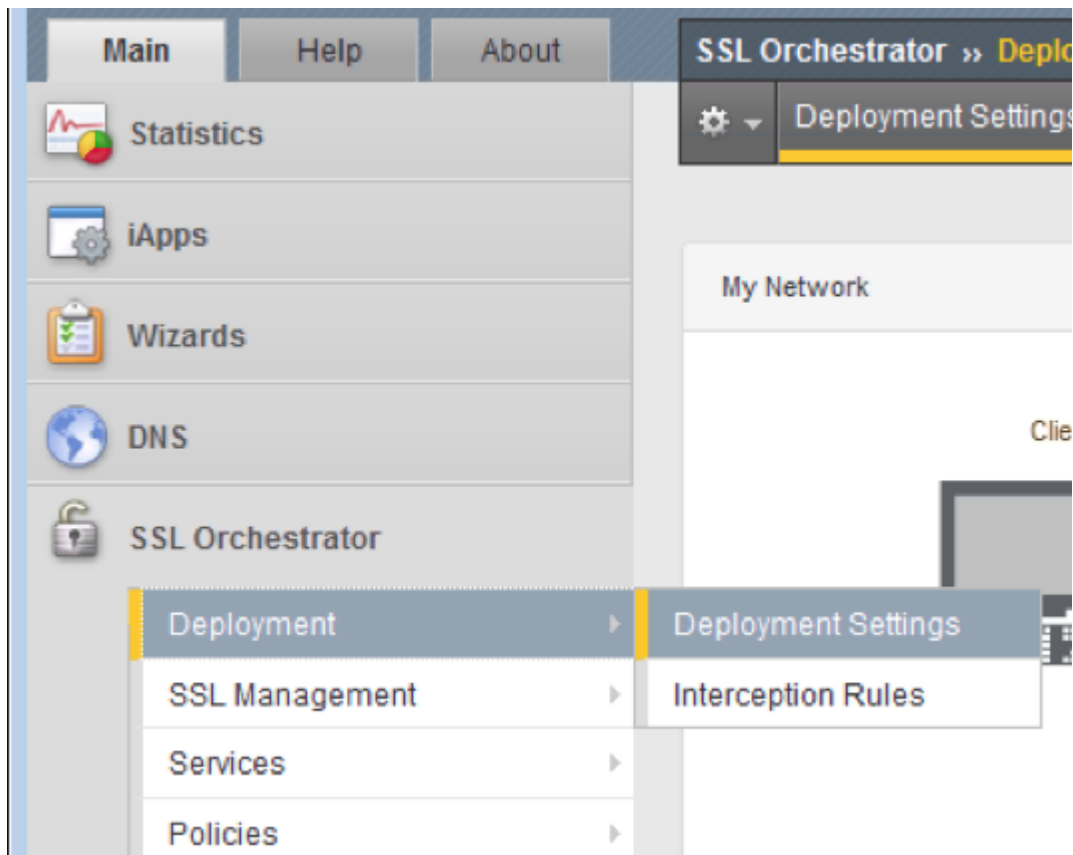 Main Help About
SSL Orchestrator »
Deployment Settings
Statistics
iApps
My Network
Wizards
DNS
SSL Orchestrator
Deployment
Deployment Settings
SSL Management
Interception Rules
Services
Policies